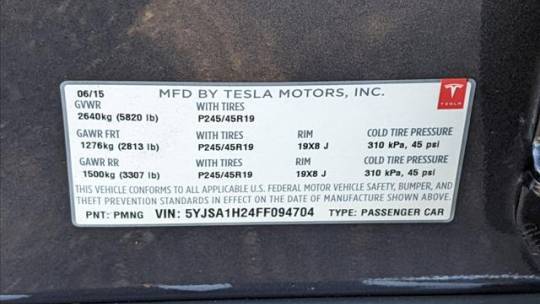 06/15 MFD BY TESLA MOTORS, INC.
GVWR WITH TIRES
2640kg (5820 lb) P245/45R19
GAWR FRT WITH TIRES RIM COLD TIRE PRESSURE
1276kg (2813 lb) P245/45R19 19X8 J 310 kPa, 45 psi
GAWR RR WITH TIRES RIM COLD TIRE PRESSURE
1500kg (3307 lb) P245/45R19 19X8 J 310 kPa, 45 psi
THIS VEHICLE CONFORMS TO ALL APPLICABLE U.S. FEDERAL MOTOR VEHICLE SAFETY, BUMPER, AND
THEFT PREVENTION STANDARDS IN EFFECT ON THE DATE OF MANUFACTURE SHOWN ABOVE.
PNT: PMNG VIN: 5YJSA1H24FF094704 TYPE: PASSENGER CAR
TESLA